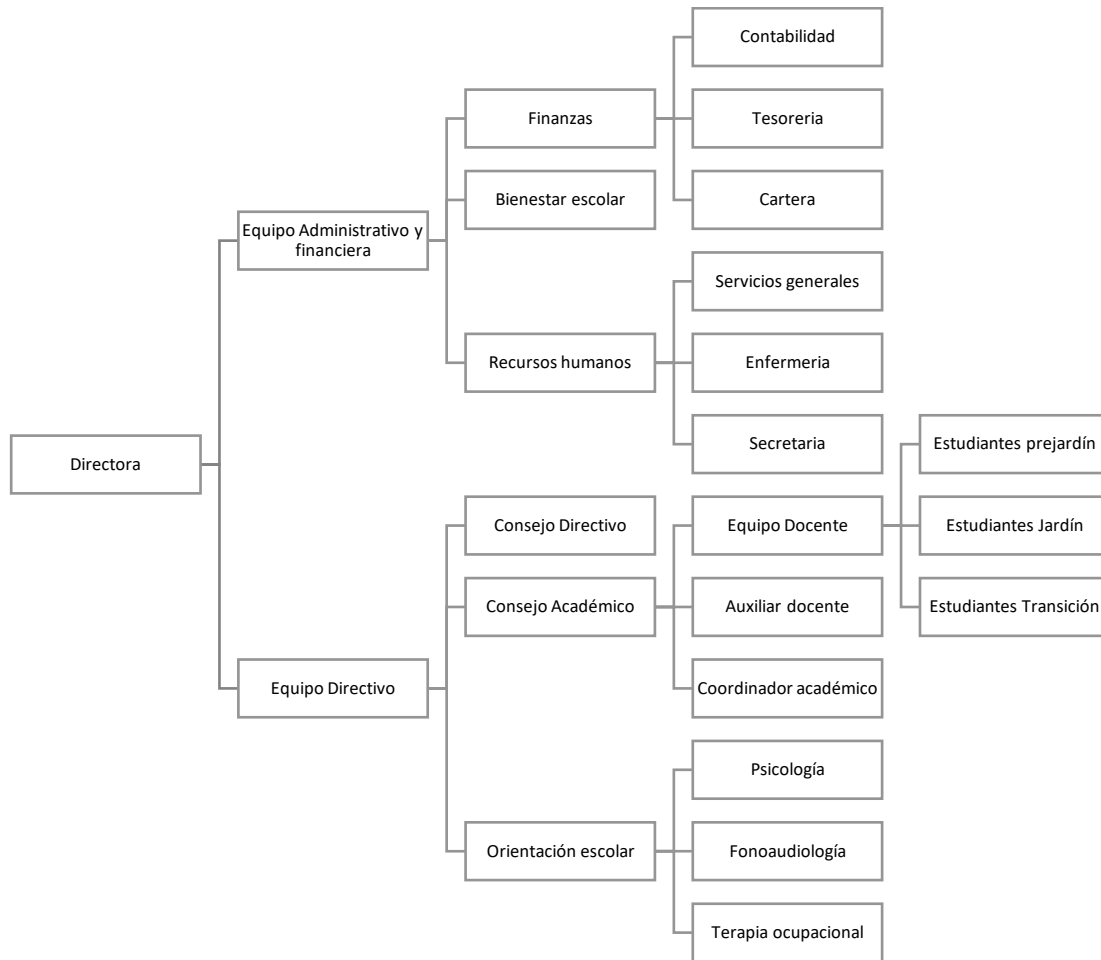 Directora
Equipo Administrativo y
financiera
Finanzas
Contabilidad
Tesoreria
Cartera
Bienestar escolar
Recursos humanos
Servicios generales
Enfermeria
Secretaria
Equipo Directivo
Consejo Directivo
Consejo Académico
Equipo Docente
Estudiantes prejardín
Estudiantes Jardín
Estudiantes Transición
Auxiliar docente
Coordinador académico
Orientación escolar
Psicología
Fonoaudiología
Terapia ocupacional